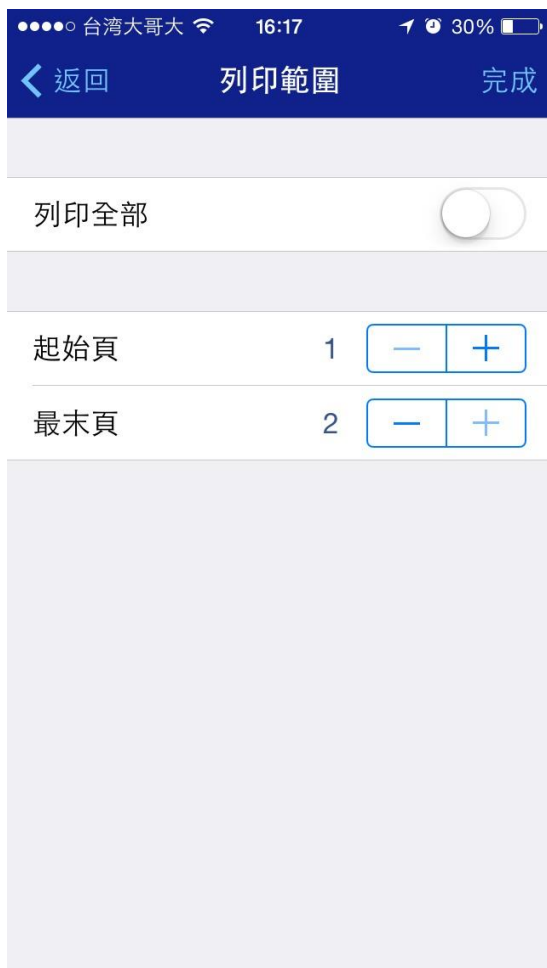 台湾大哥大 16:17 30%
返回 列印範圍 完成
列印全部
起始頁 1 — +
最末頁 2 — +